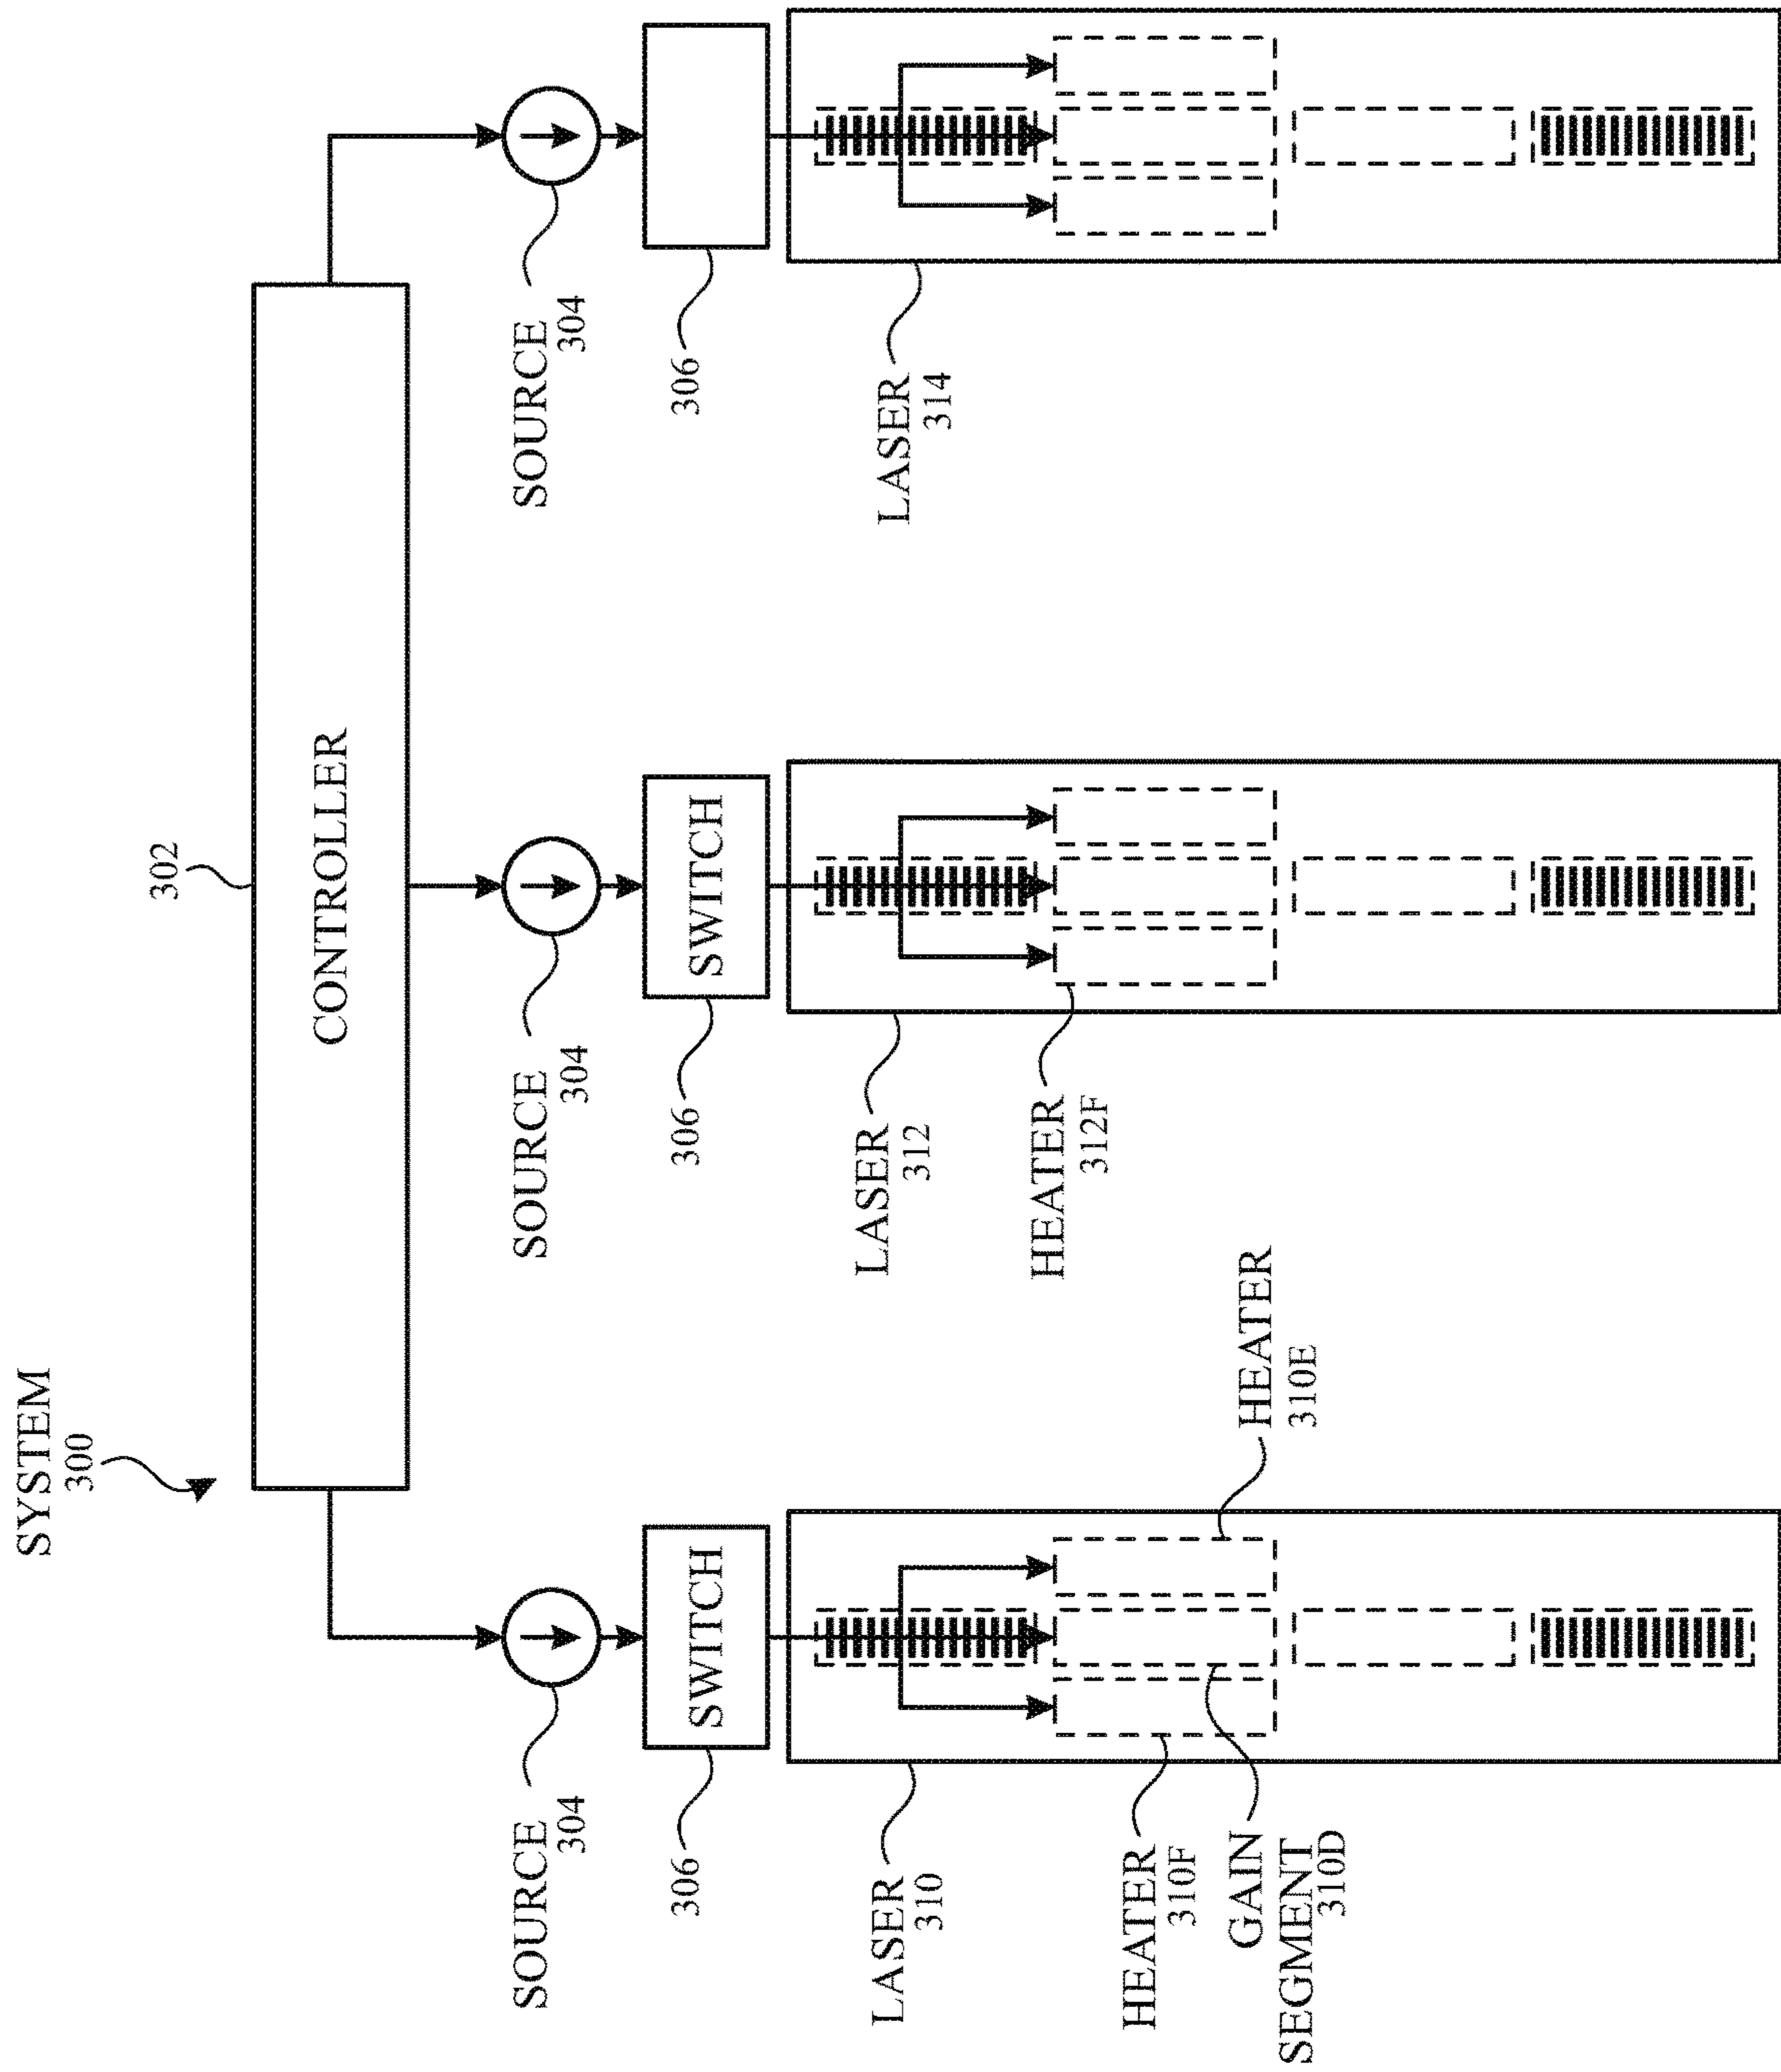 SYSTEM
300
302
CONTROLLER
SOURCE
304
SOURCE
304
SOURCE
304
SWITCH
306
SWITCH
306
306
LASER
310
LASER
312
LASER
314
HEATER
310F
GAIN
SEGMENT
310D
HEATER
310E
HEATER
312F